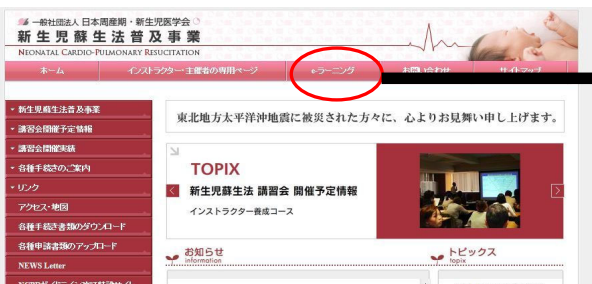 一般社団法人 日本周産期・新生児医学会
新生児蘇生法普及事業
NEONATAL CARDIO-PULMONARY RESUCITATION
ホーム
インストラクター・主催者の専用ページ
e-ラーニング
お問い合わせ
サイトマップ
新生児蘇生法普及事業
講習会開催予定情報
講習会開催実績
各種手続きのご案内
リンク
アクセス・地図
各種手続き書類のダウンロード
各種申請書類のアップロード
NEWS Letter
東北地方太平洋沖地震に被災された方々に、心よりお見舞い申し上げます。
TOPIX
新生児蘇生法 講習会 開催予定情報
インストラクター養成コース
お知らせ
information
トピックス
topix